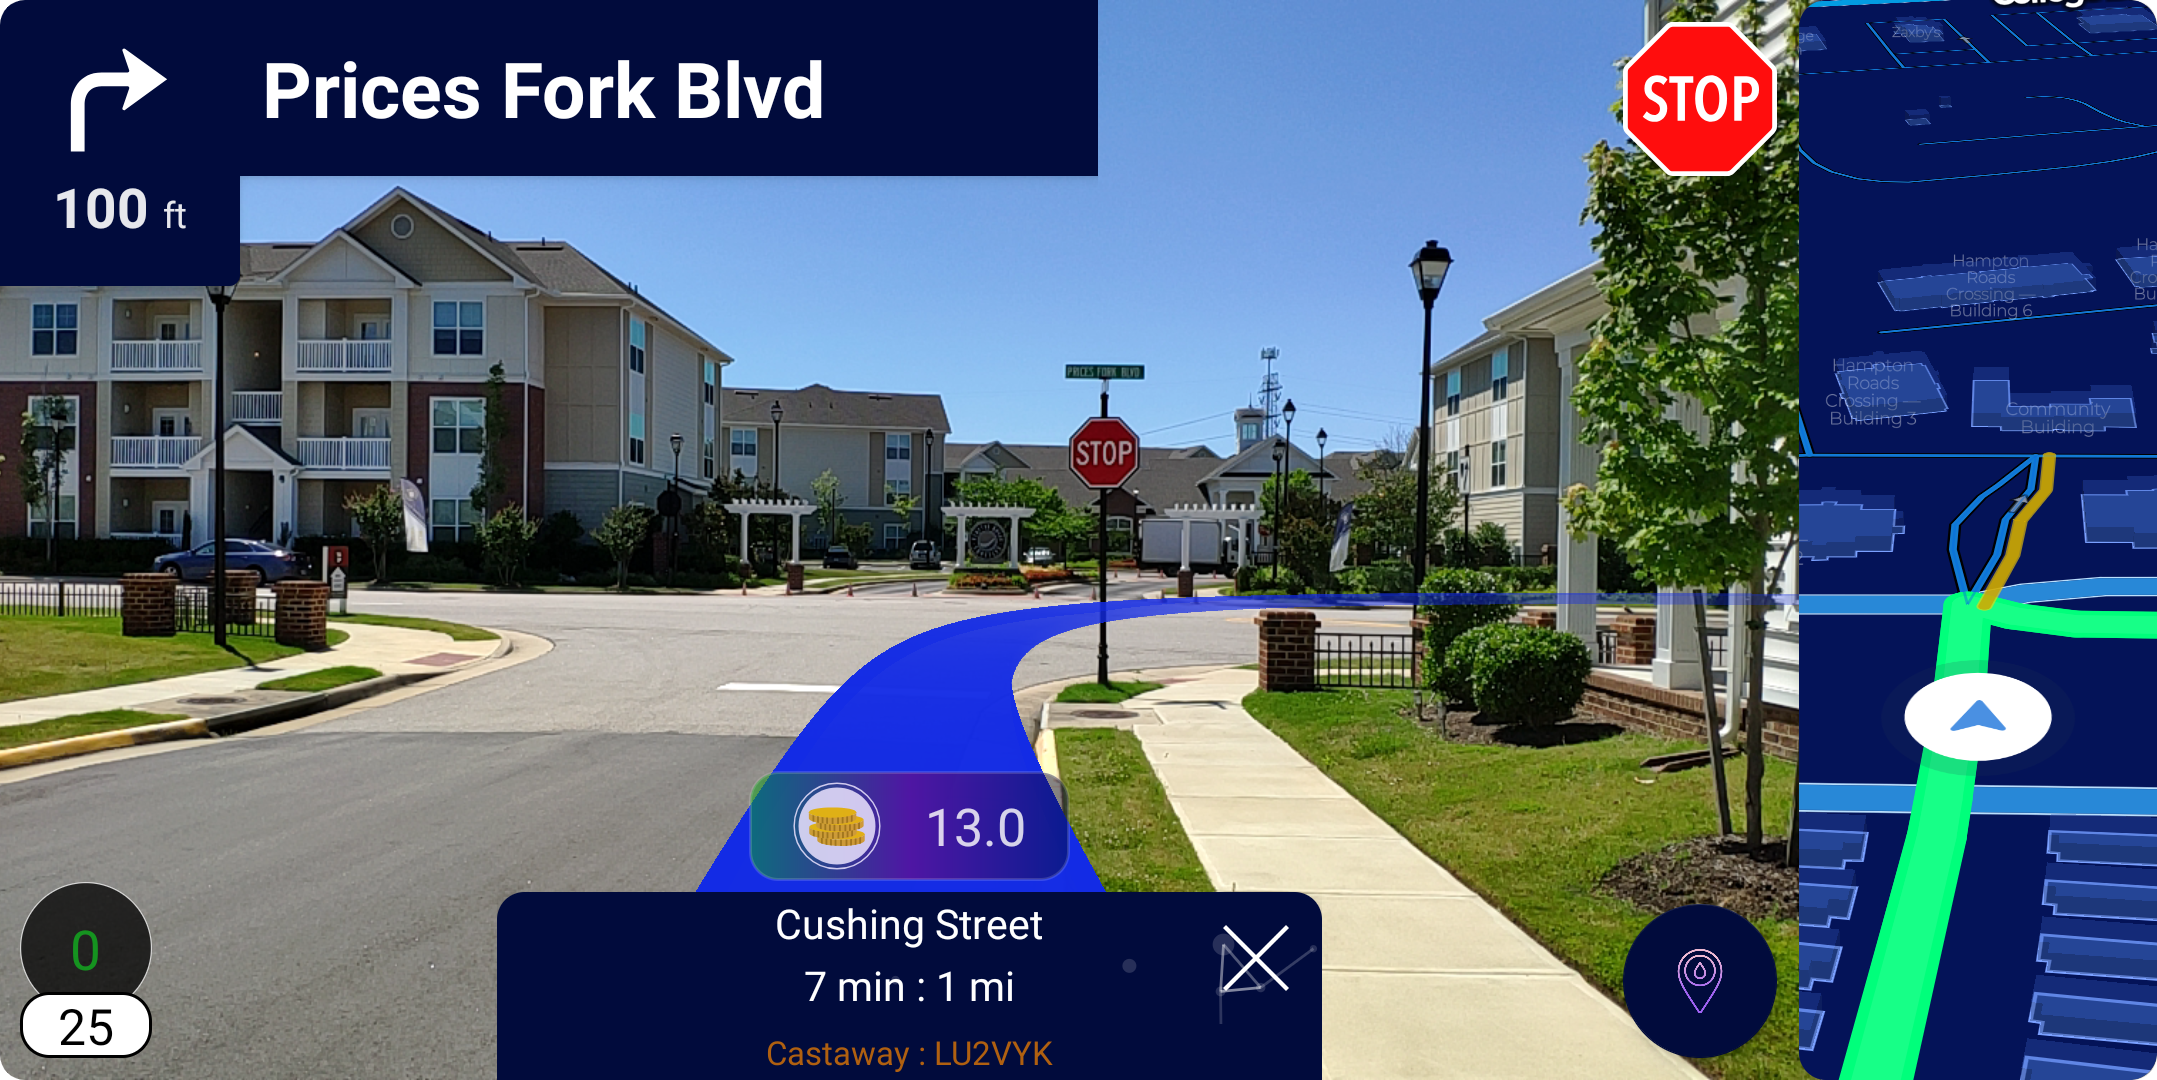 Prices Fork Blvd
100 ft
STOP
PRICES FORK BLVD
STOP
13.0
Cushing Street
7 min : 1 mi
Castaway : LU2VYK
0
25
Zaxby's
Hampton
Roads
Crossing —
Building 6
Hampton
Roads
Crossing —
Building 3
Community
Building